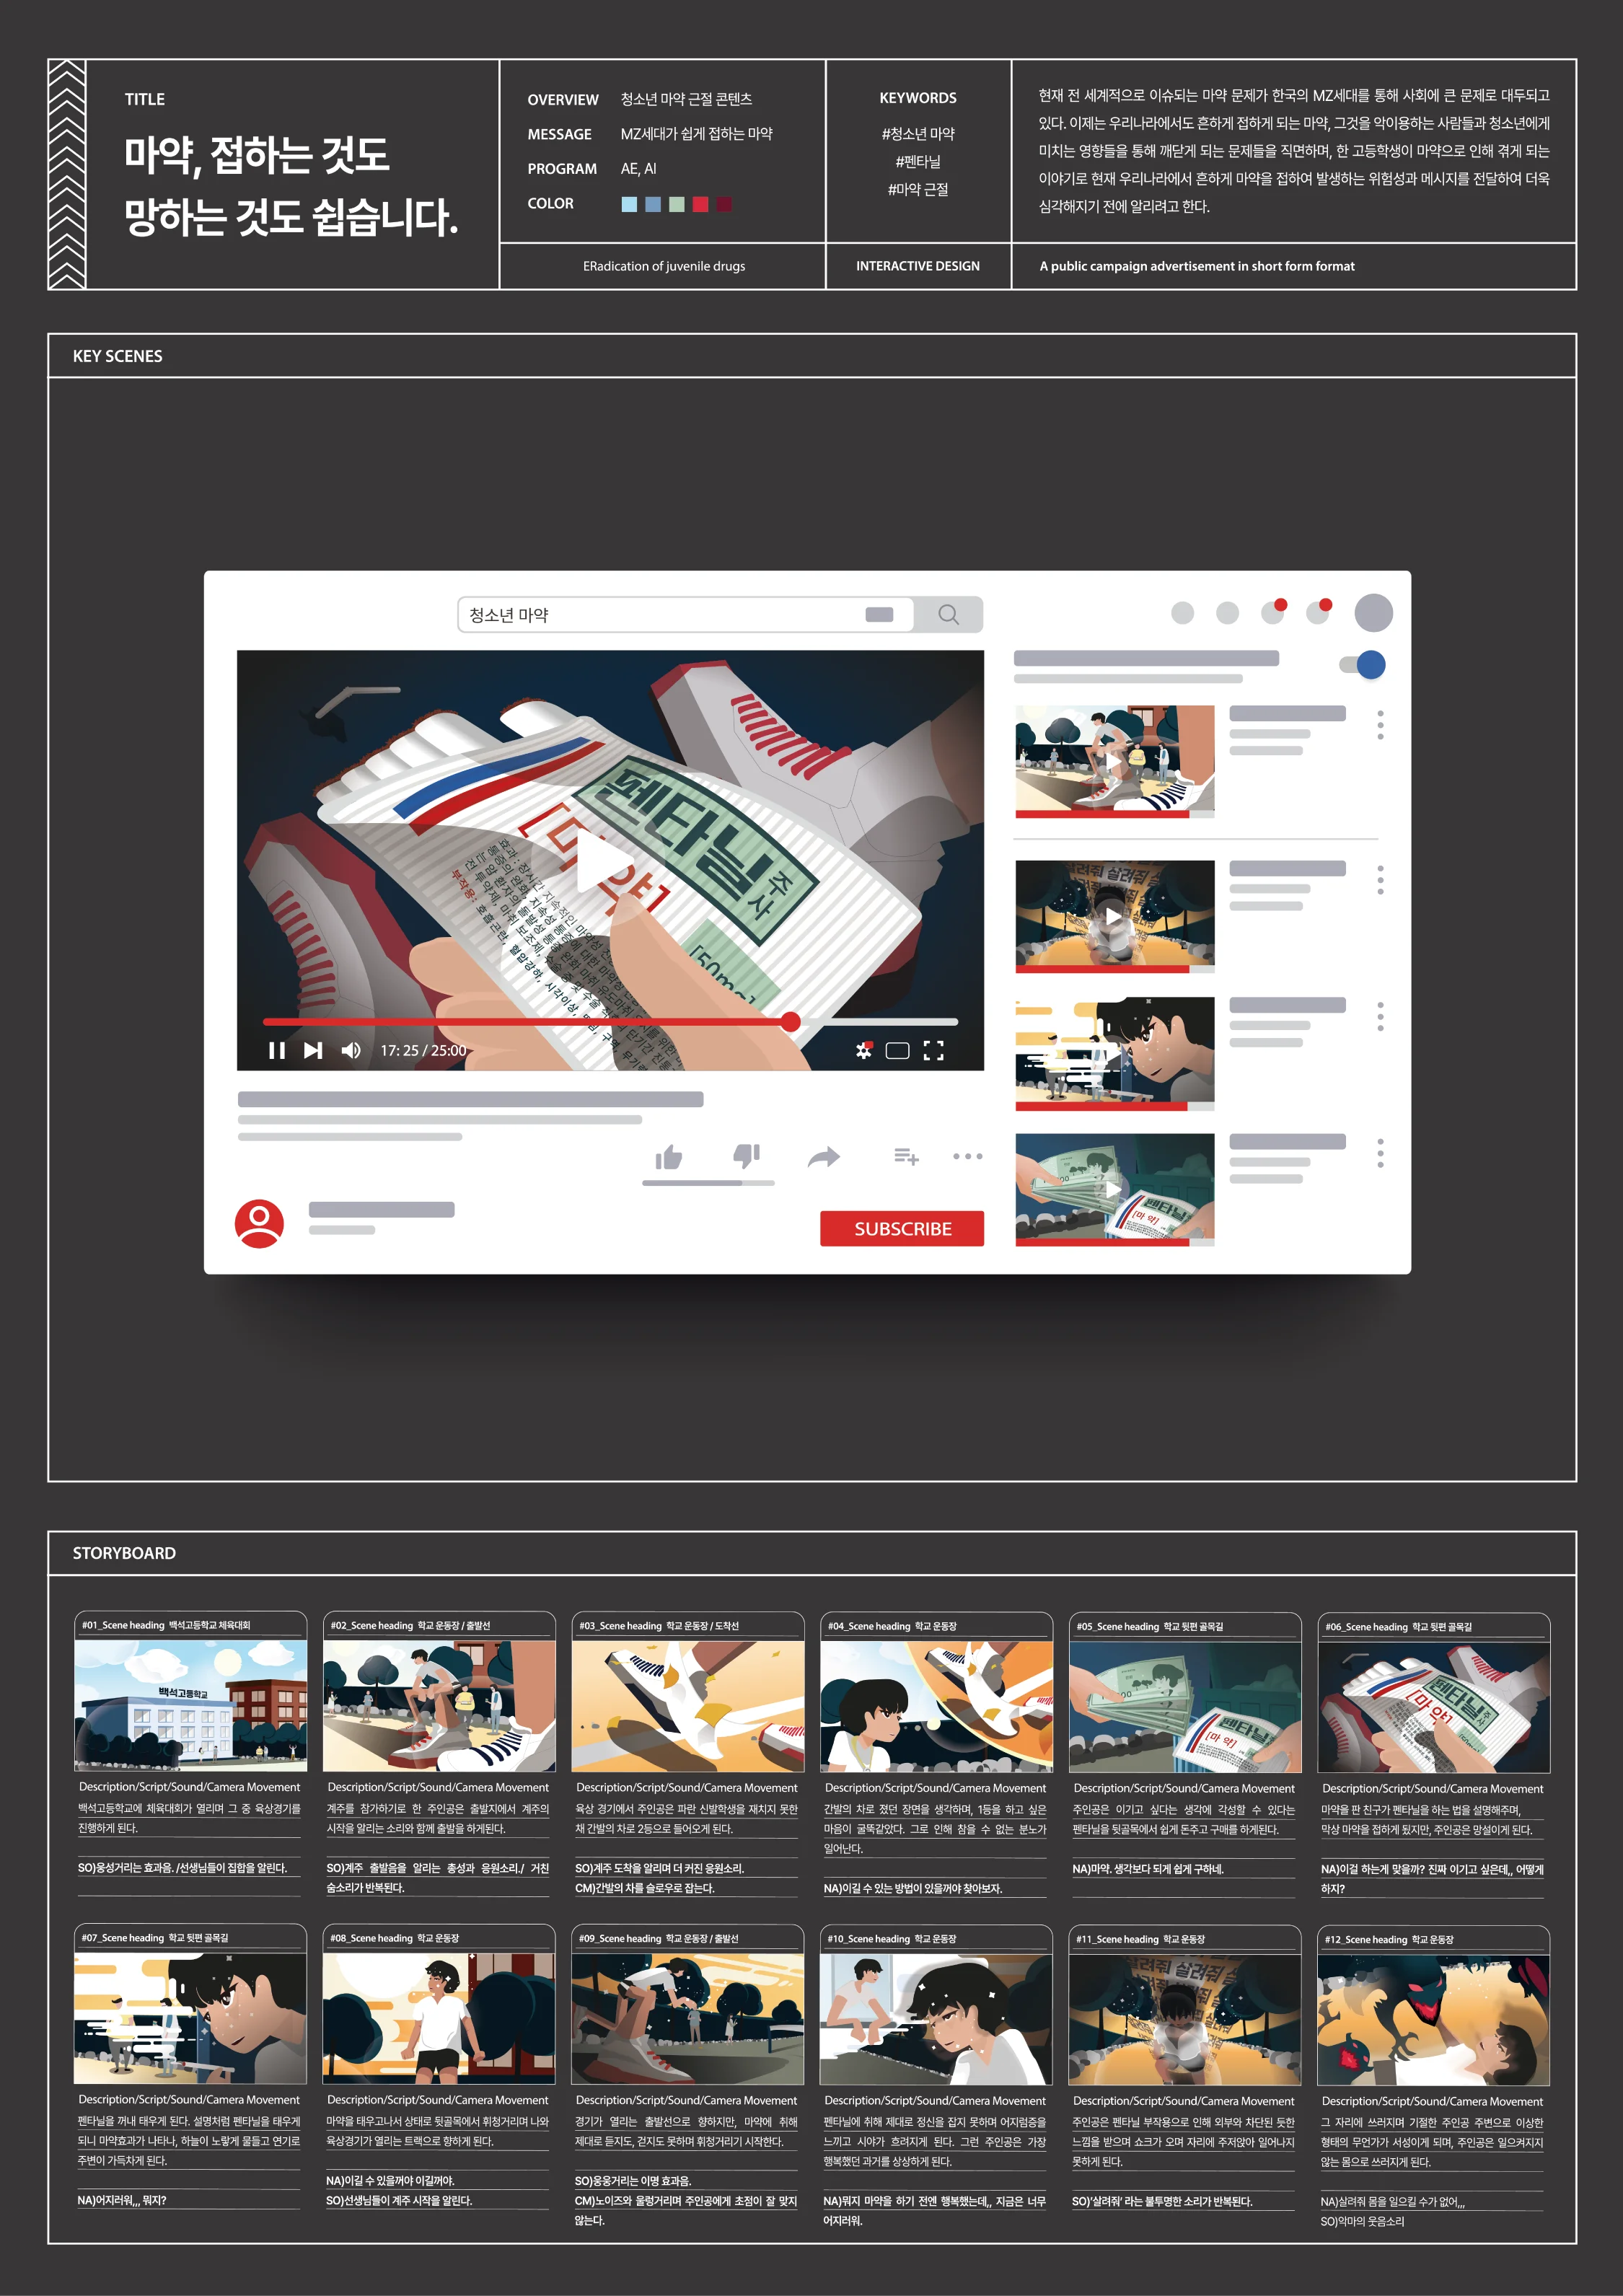 TITLE
마약, 접하는 것도
망하는 것도 쉽습니다.
OVERVIEW 청소년 마약 근절 콘텐츠
MESSAGE MZ세대가 쉽게 접하는 마약
PROGRAM AE, AI
COLOR
ERadication of juvenile drugs
KEYWORDS
#청소년 마약
#펜타닐
#마약 근절
INTERACTIVE DESIGN
현재 전 세계적으로 이슈되는 마약 문제가 한국의 MZ세대를 통해 사회에 큰 문제로 대두되고
있다. 이제는 우리나라에서도 흔하게 접하게 되는 마약, 그것을 악이용하는 사람들과 청소년에게
미치는 영향들을 통해 깨닫게 되는 문제들을 직면하며, 한 고등학생이 마약으로 인해 겪게 되는
이야기로 현재 우리나라에서 흔하게 마약을 접하여 발생하는 위험성과 메시지를 전달하여 더욱
심각해지기 전에 알리려고 한다.
A public campaign advertisement in short form format
KEY SCENES
청소년 마약
펜타닐 주사
[마약]
[50mg]
17: 25 / 25:00
SUBSCRIBE
살려줘 살려줘
펜타닐
[마 약]
STORYBOARD
#01_Scene heading 백석고등학교 체육대회
백석고등학교
Description/Script/Sound/Camera Movement
백석고등학교에 체육대회가 열리며 그 중 육상경기를
진행하게 된다.
SO)웅성거리는 효과음. /선생님들이 집합을 알린다.
#02_Scene heading 학교 운동장 / 출발선
Description/Script/Sound/Camera Movement
계주를 참가하기로 한 주인공은 출발지에서 계주의
시작을 알리는 소리와 함께 출발을 하게된다.
SO)계주 출발음을 알리는 총성과 응원소리./ 거친
숨소리가 반복된다.
#03_Scene heading 학교 운동장 / 도착선
Description/Script/Sound/Camera Movement
육상 경기에서 주인공은 파란 신발학생을 재치지 못한
채 간발의 차로 2등으로 들어오게 된다.
SO)계주 도착을 알리며 더 커진 응원소리.
CM)간발의 차를 슬로우로 잡는다.
#04_Scene heading 학교 운동장
Description/Script/Sound/Camera Movement
간발의 차로 졌던 장면을 생각하며, 1등을 하고 싶은
마음이 굴뚝같았다. 그로 인해 참을 수 없는 분노가
일어난다.
NA)이길 수 있는 방법이 있을꺼야 찾아보자.
#05_Scene heading 학교 뒷편 골목길
펜타닐
[마 약]
Description/Script/Sound/Camera Movement
주인공은 이기고 싶다는 생각에 각성할 수 있다는
펜타닐을 뒷골목에서 쉽게 돈주고 구매를 하게된다.
NA)마약. 생각보다 되게 쉽게 구하네.
#06_Scene heading 학교 뒷편 골목길
펜타닐 주사
[마약]
Description/Script/Sound/Camera Movement
마약을 판 친구가 펜타닐을 하는 법을 설명해주며,
막상 마약을 접하게 됬지만, 주인공은 망설이게 된다.
NA)이걸 하는게 맞을까? 진짜 이기고 싶은데,, 어떻게
하지?
#07_Scene heading 학교 뒷편 골목길
Description/Script/Sound/Camera Movement
펜타닐을 꺼내 태우게 된다. 설명처럼 펜타닐을 태우게
되니 마약효과가 나타나, 하늘이 노랗게 물들고 연기로
주변이 가득차게 된다.
NA)어지러워,,, 뭐지?
#08_Scene heading 학교 운동장
Description/Script/Sound/Camera Movement
마약을 태우고나서 상태로 뒷골목에서 휘청거리며 나와
육상경기가 열리는 트랙으로 향하게 된다.
NA)이길 수 있을꺼야 이길꺼야.
SO)선생님들이 계주 시작을 알린다.
#09_Scene heading 학교 운동장 / 출발선
Description/Script/Sound/Camera Movement
경기가 열리는 출발선으로 향하지만, 마약에 취해
제대로 듣지도, 걷지도 못하며 휘청거리기 시작한다.
SO)웅웅거리는 이명 효과음.
CM)노이즈와 울렁거리며 주인공에게 초점이 잘 맞지
않는다.
#10_Scene heading 학교 운동장
Description/Script/Sound/Camera Movement
펜타닐에 취해 제대로 정신을 잡지 못하며 어지럼증을
느끼고 시야가 흐려지게 된다. 그런 주인공은 가장
행복했던 과거를 상상하게 된다.
NA)뭐지 마약을 하기 전엔 행복했는데,, 지금은 너무
어지러워.
#11_Scene heading 학교 운동장
살려줘! 살려줘
Description/Script/Sound/Camera Movement
주인공은 펜타닐 부작용으로 인해 외부와 차단된 듯한
느낌을 받으며 쇼크가 오며 자리에 주저앉아 일어나지
못하게 된다.
SO)'살려줘' 라는 불투명한 소리가 반복된다.
#12_Scene heading 학교 운동장
Description/Script/Sound/Camera Movement
그 자리에 쓰러지며 기절한 주인공 주변으로 이상한
형태의 무언가가 서성이게 되며, 주인공은 일으켜지지
않는 몸으로 쓰러지게 된다.
NA)살려줘 몸을 일으킬 수가 없어,,,
SO)악마의 웃음소리